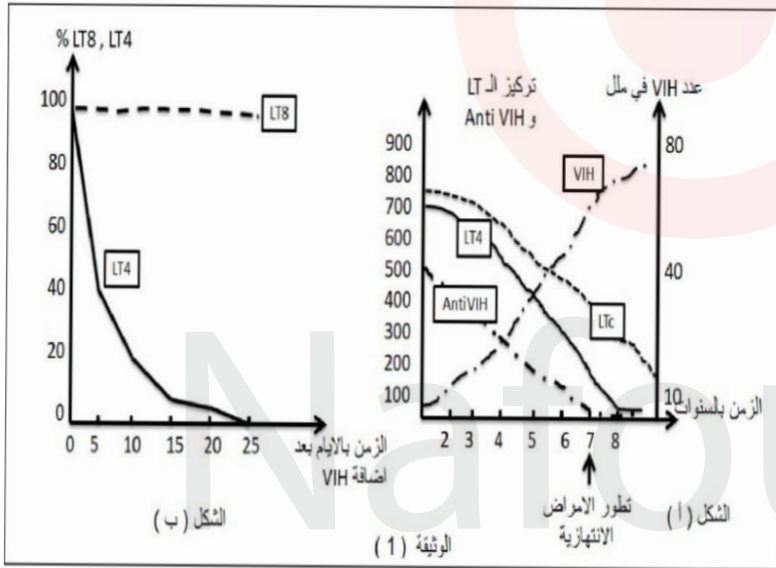 % LT8 , LT4
100
80
60
40
20
0
0 5 10 15 20 25
LT8
LT4
الزمن بالايام بعد
اضافة VIH
الشكل ( ب )
تركيز الـ LT
و Anti VIH
عدد VIH في ملل
900
800
700
600
500
400
300
200
100
80
40
10
VIH
LT4
AntiVIH
LTc
2 3 4 5 6 7 8
الزمن بالسنوات
تطور الامراض
الانتهازية
الشكل ( أ )
الوثيقة ( 1 )
Nafou